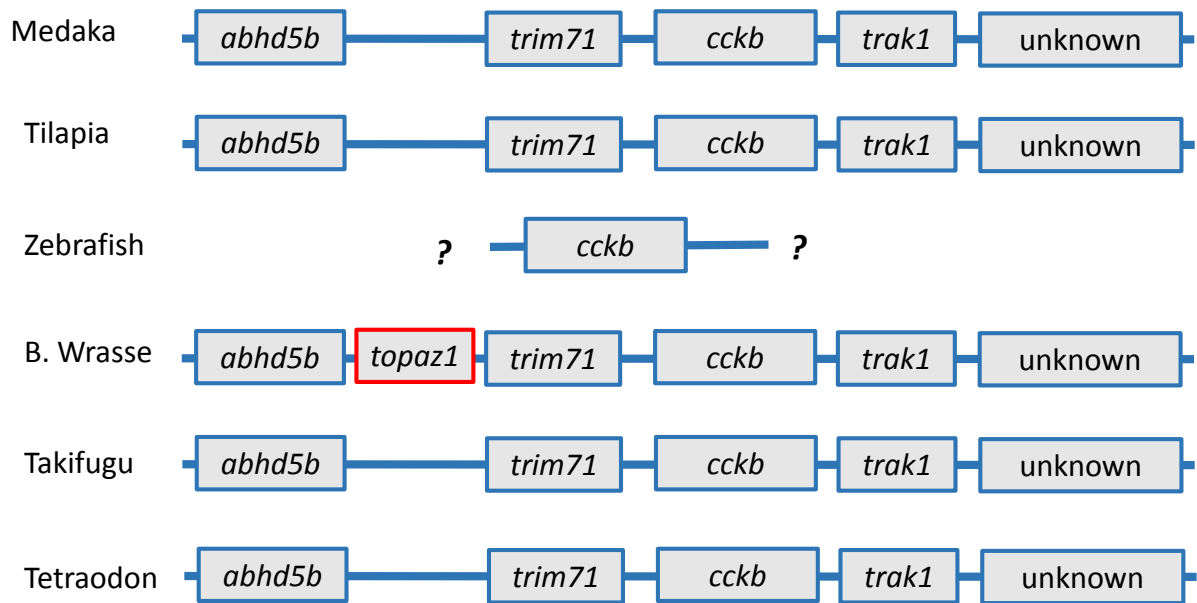 Medaka abhd5b trim71 cckb trak1 unknown
Tilapia abhd5b trim71 cckb trak1 unknown
Zebrafish ? cckb ?
B. Wrasse abhd5b topaz1 trim71 cckb trak1 unknown
Takifugu abhd5b trim71 cckb trak1 unknown
Tetraodon abhd5b trim71 cckb trak1 unknown